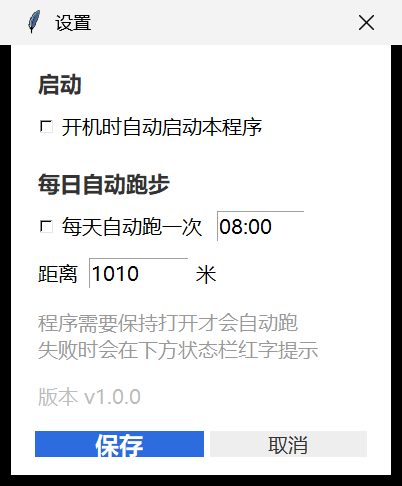 设置
启动
开机时自动启动本程序
每日自动跑步
每天自动跑一次 08:00
距离 1010 米
程序需要保持打开才会自动跑
失败时会在下方状态栏红字提示
版本 v1.0.0
保存 取消